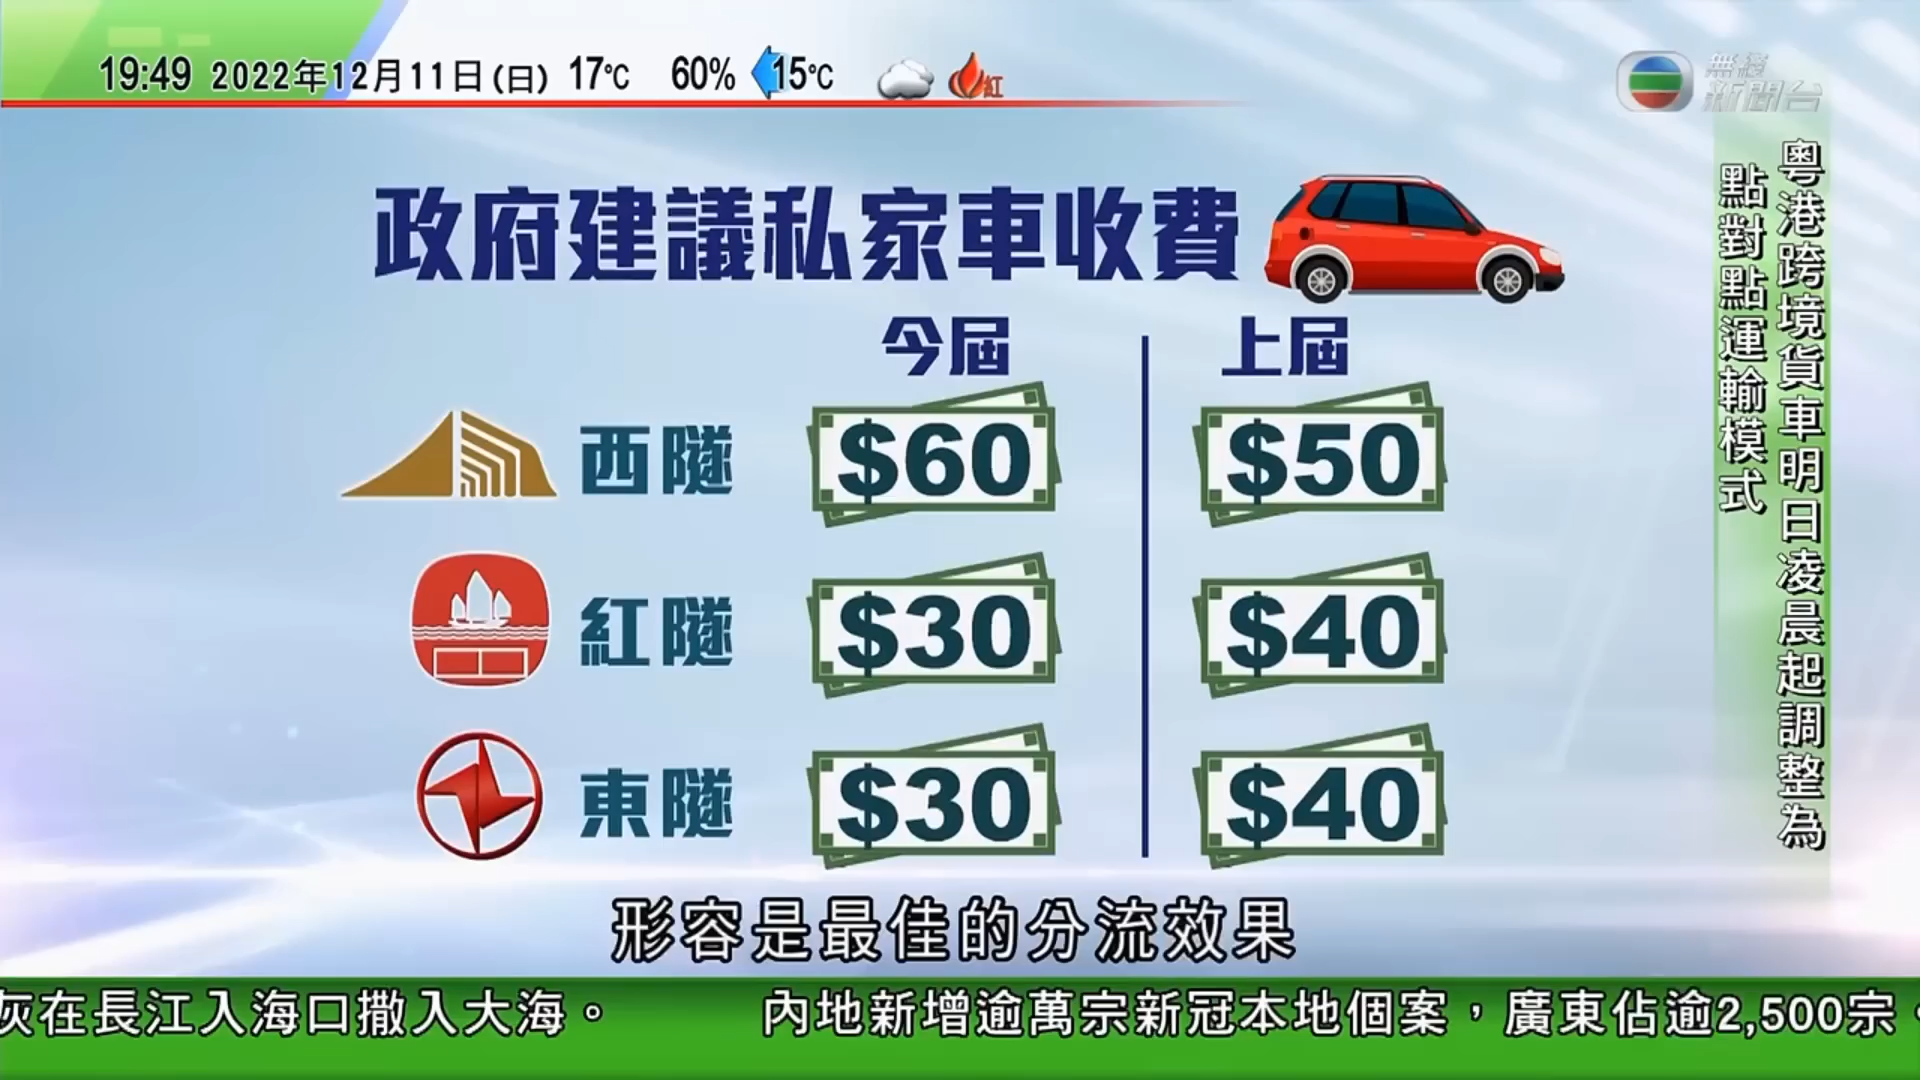 19:49 2022年12月11日(日) 17℃ 60% 15℃ 紅
無綫
新聞台
政府建議私家車收費
今屆 上屆
西隧 $60 $50
紅隧 $30 $40
東隧 $30 $40
粵港跨境貨車明日凌晨起調整為
點對點運輸模式
形容是最佳的分流效果
灰在長江入海口撒入大海。 內地新增逾萬宗新冠本地個案，廣東佔逾2,500宗。